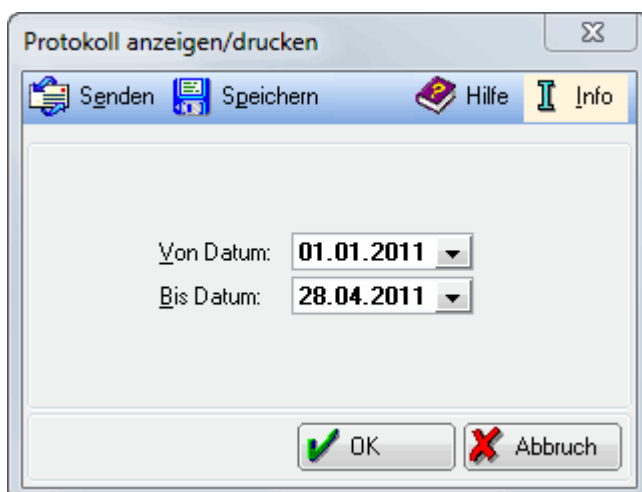 Protokoll anzeigen/drucken
Senden Speichern Hilfe Info
Von Datum: 01.01.2011
Bis Datum: 28.04.2011
OK Abbruch